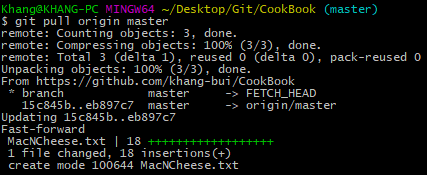 Khang@KHANG-PC MINGW64 ~/Desktop/Git/CookBook (master)
$ git pull origin master
remote: Counting objects: 3, done.
remote: Compressing objects: 100% (3/3), done.
remote: Total 3 (delta 1), reused 0 (delta 0), pack-reused 0
Unpacking objects: 100% (3/3), done.
From https://github.com/khang-bui/CookBook
 * branch            master     -> FETCH_HEAD
   15c845b..eb897c7  master     -> origin/master
Updating 15c845b..eb897c7
Fast-forward
 MacNCheese.txt | 18 ++++++++++++++++++
 1 file changed, 18 insertions(+)
 create mode 100644 MacNCheese.txt